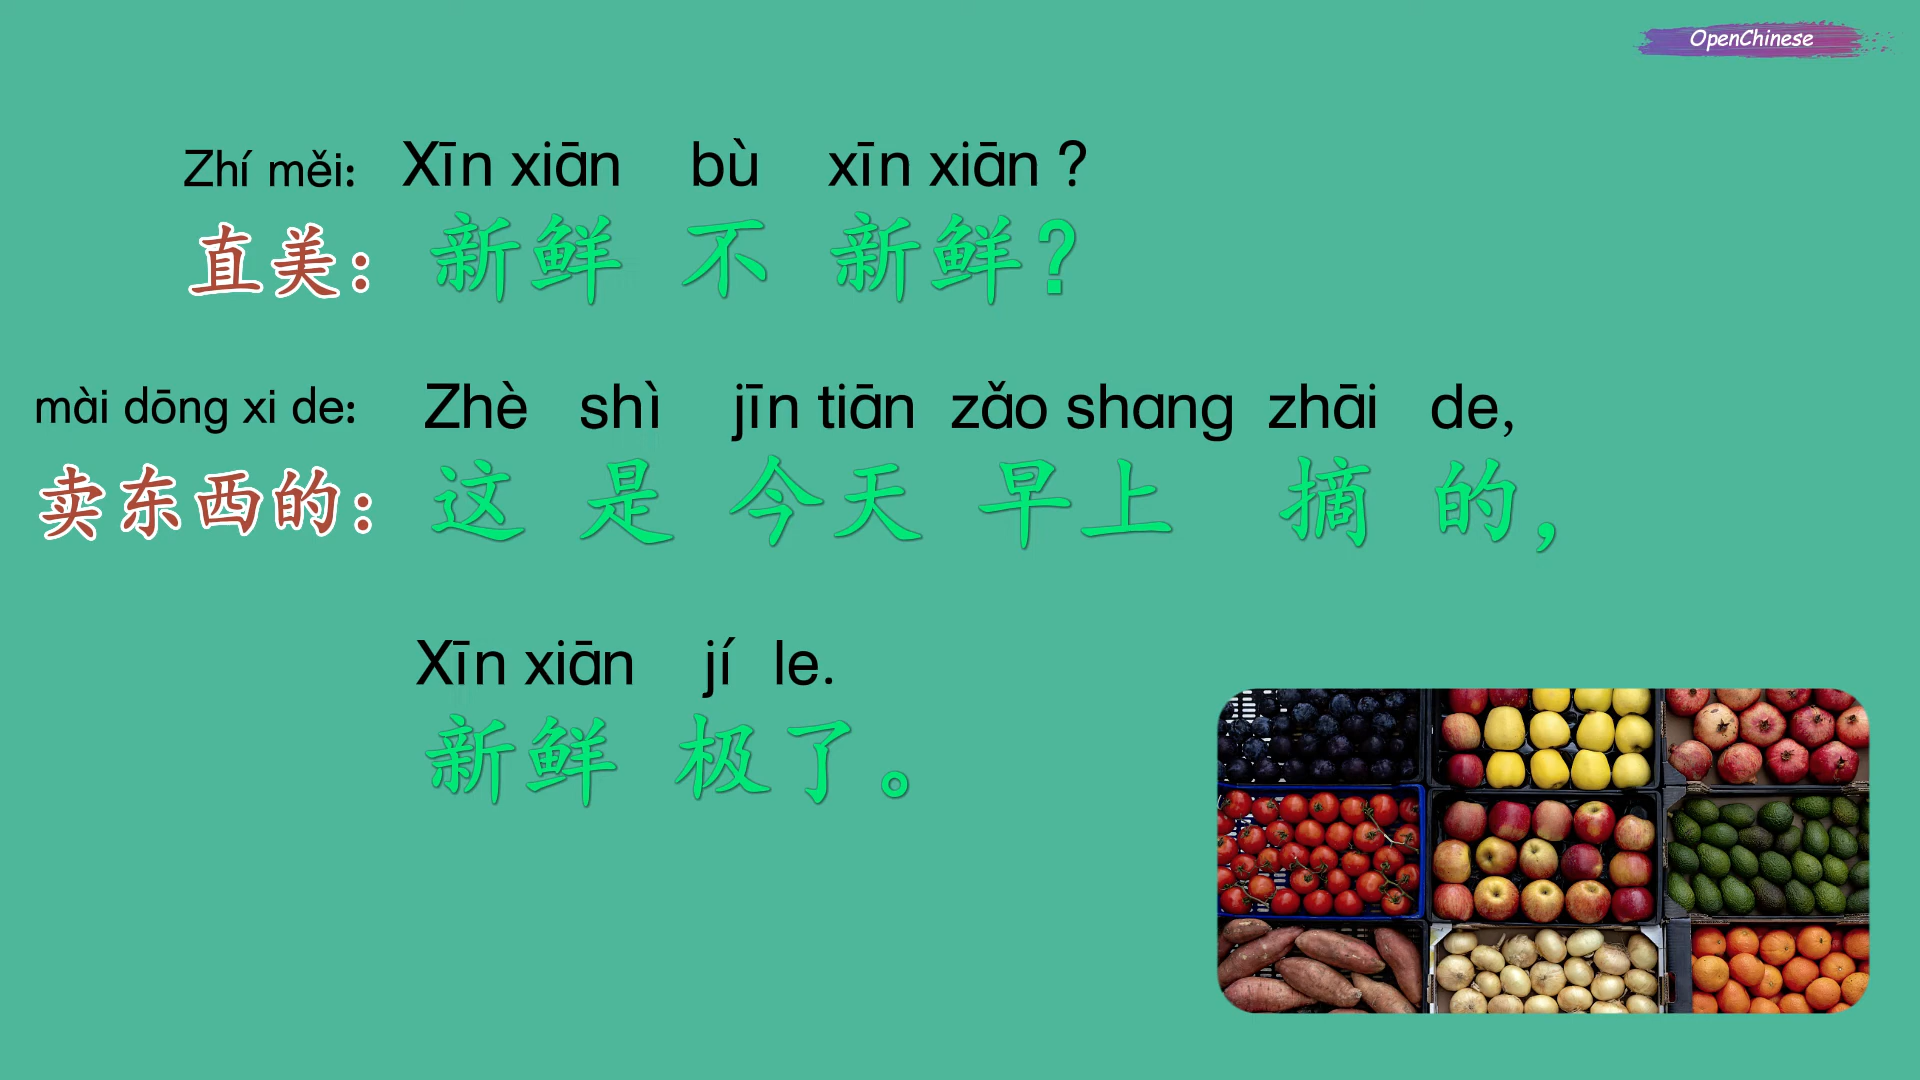 OpenChinese
Zhí měi: Xīn xiān bù xīn xiān ?
直美：新鲜 不 新鲜？
mài dōng xi de: Zhè shì jīn tiān zǎo shang zhāi de,
卖东西的：这 是 今天 早上 摘 的，
Xīn xiān jí le.
新鲜 极了。